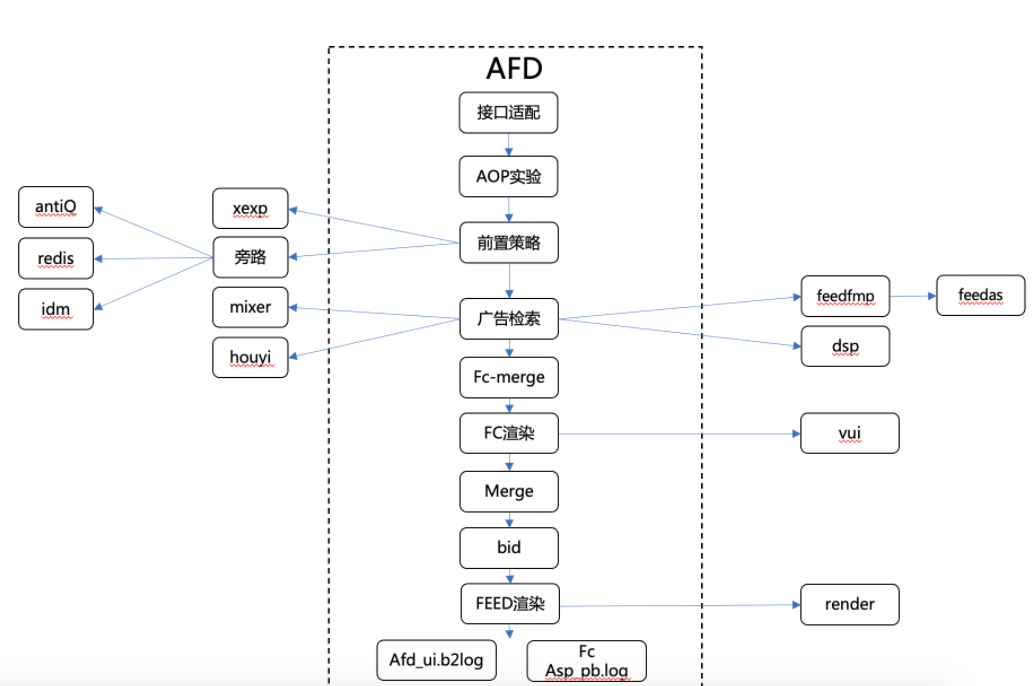 AFD
接口适配
AOP实验
前置策略
广告检索
Fc-merge
FC渲染
Merge
bid
FEED渲染
Afd_ui.b2log
Fc
Asp_pb.log
xexp
旁路
mixer
houyi
antiQ
redis
idm
feedfmp
feedas
dsp
vui
render